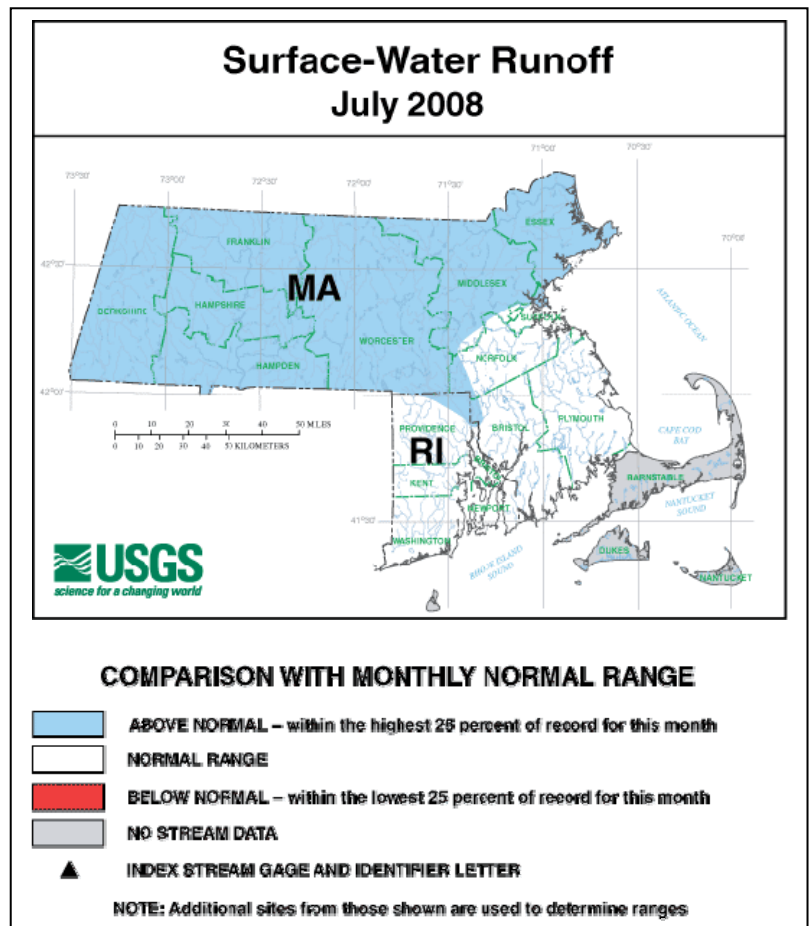 Surface-Water Runoff
July 2008
73°30'
73°00'
72°30'
72°00'
71°30'
71°00'
70°30'
ESSEX
FRANKLIN
70°00'
42°30'
MIDDLESEX
MA
BERKSHIRE
HAMPSHIRE
ATLANTIC OCEAN
SUFFOLK
WORCESTER
NORFOLK
HAMPDEN
42°00'
0 10 20 30 40 50 MILES
0 10 20 30 40 50 KILOMETERS
PROVIDENCE
BRISTOL
PLYMOUTH
CAPE COD
BAY
RI
BRISTOL
KENT
BARNSTABLE
NEWPORT
NANTUCKET
SOUND
41°30'
WASHINGTON
DUKES
RHODE ISLAND
SOUND
NANTUCKET
USGS
science for a changing world
COMPARISON WITH MONTHLY NORMAL RANGE
ABOVE NORMAL – within the highest 25 percent of record for this month
NORMAL RANGE
BELOW NORMAL – within the lowest 25 percent of record for this month
NO STREAM DATA
INDEX STREAM GAGE AND IDENTIFIER LETTER
NOTE: Additional sites from those shown are used to determine ranges